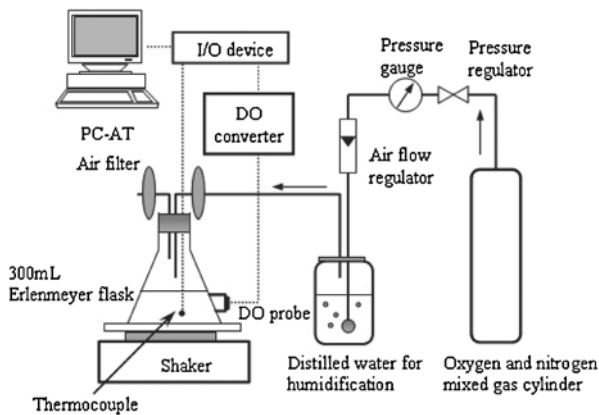 I/O device
DO
converter
PC-AT
Air filter
Pressure
gauge
Pressure
regulator
Air flow
regulator
300mL
Erlenmeyer flask
DO probe
Shaker
Thermocouple
Distilled water for
humidification
Oxygen and nitrogen
mixed gas cylinder